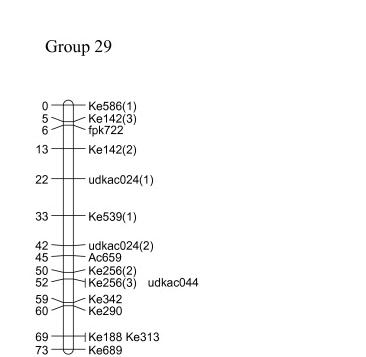 Group 29
0 Ke586(1)
5 Ke142(3)
6 fpk722
13 Ke142(2)
22 udkac024(1)
33 Ke539(1)
42 udkac024(2)
45 Ac659
50 Ke256(2)
52 Ke256(3) udkac044
59 Ke342
60 Ke290
69 Ke188 Ke313
73 Ke689